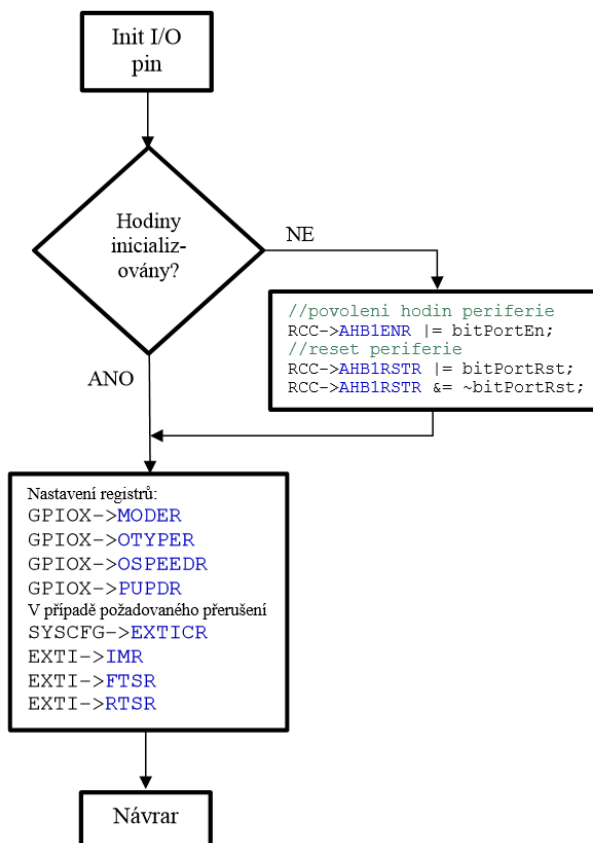 Init I/O
pin
Hodiny
inicializ-
ovány?
NE
//povoleni hodin periferie
RCC->AHB1ENR |= bitPortEn;
//reset periferie
RCC->AHB1RSTR |= bitPortRst;
RCC->AHB1RSTR &= ~bitPortRst;
ANO
Nastavení registrů:
GPIOX->MODER
GPIOX->OTYPER
GPIOX->OSPEEDR
GPIOX->PUPDR
V případě požadovaného přerušení
SYSCFG->EXTICR
EXTI->IMR
EXTI->FTSR
EXTI->RTSR
Návrar